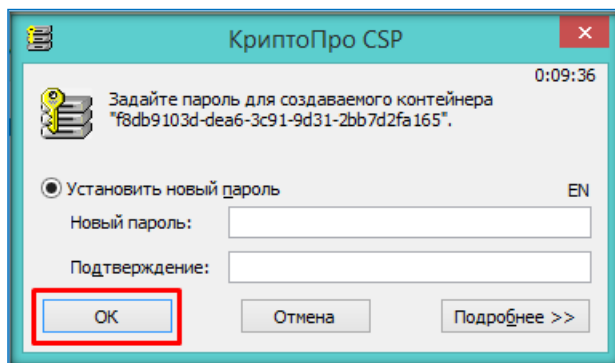 КриптоПро CSP
0:09:36
Задайте пароль для создаваемого контейнера
"f8db9103d-dea6-3c91-9d31-2bb7d2fa165".
Установить новый пароль EN
Новый пароль:
Подтверждение:
ОК Отмена Подробнее >>